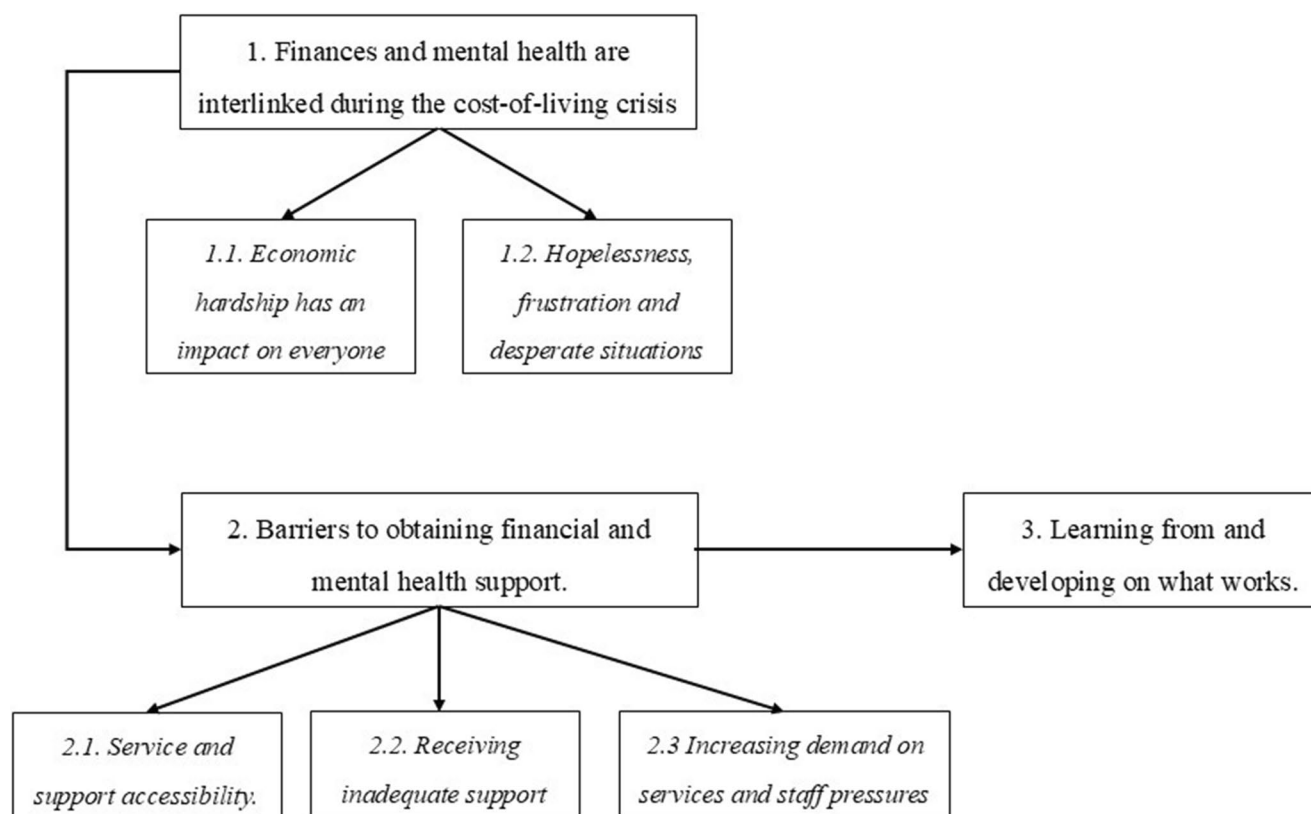 1. Finances and mental health are
interlinked during the cost-of-living crisis
1.1. Economic
hardship has an
impact on everyone
1.2. Hopelessness,
frustration and
desperate situations
2. Barriers to obtaining financial and
mental health support.
3. Learning from and
developing on what works.
2.1. Service and
support accessibility.
2.2. Receiving
inadequate support
2.3 Increasing demand on
services and staff pressures